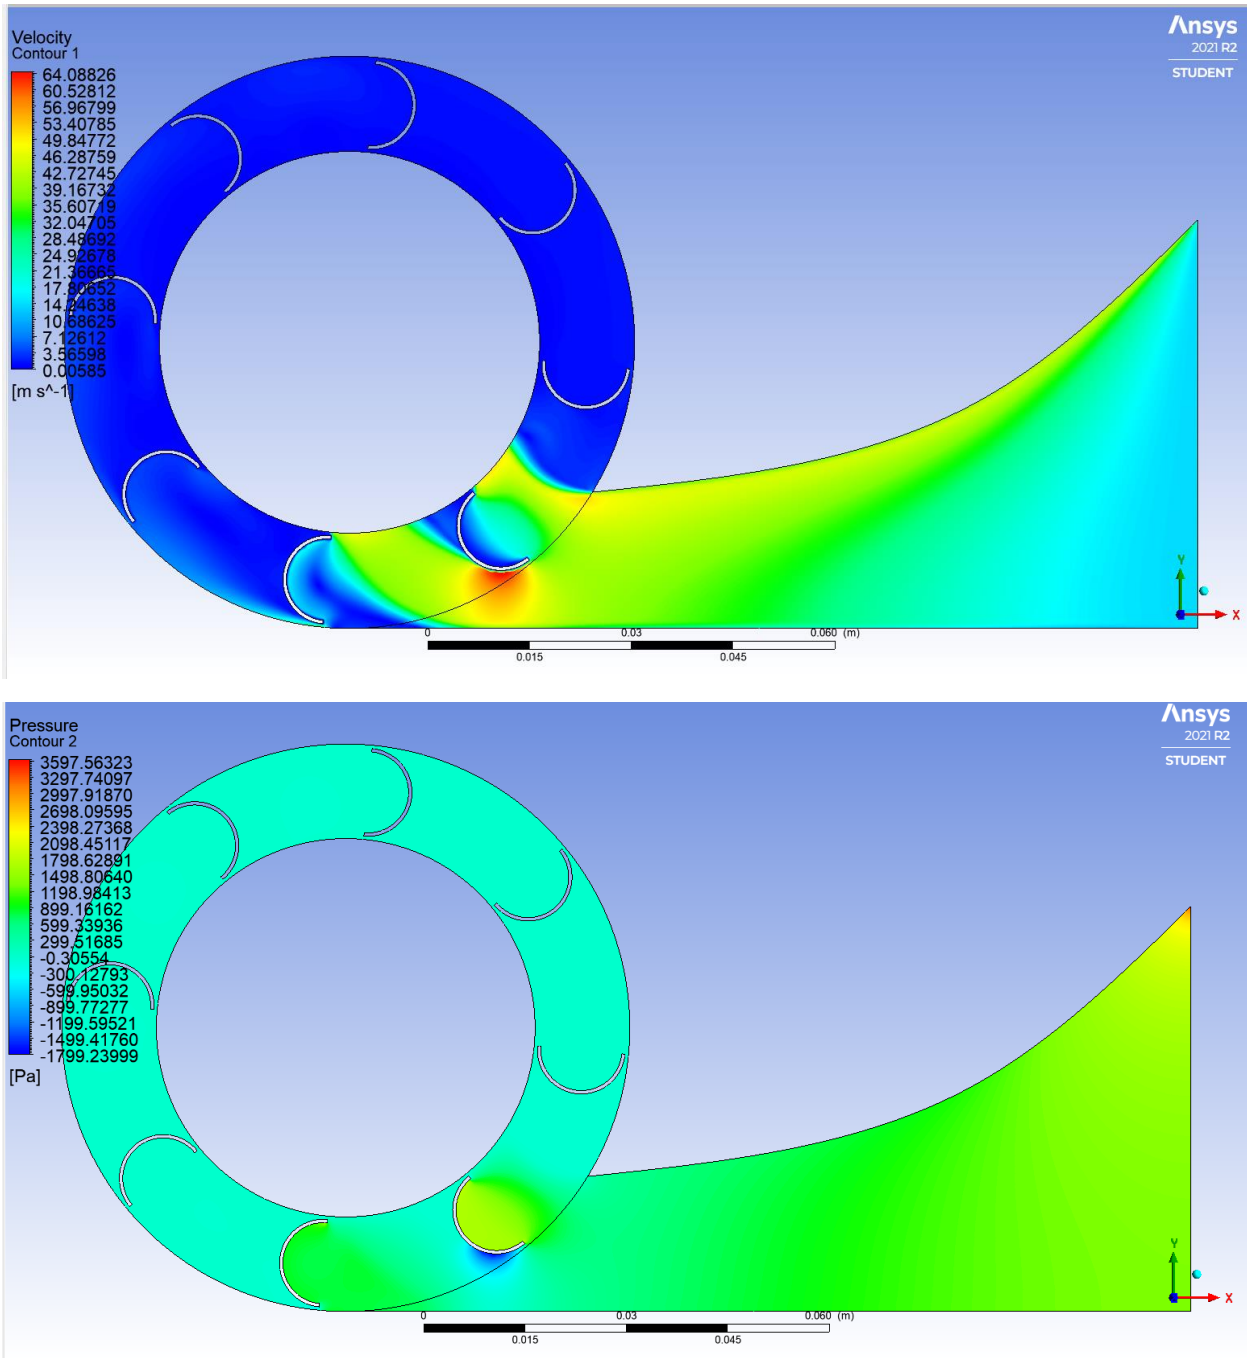 Velocity
Contour 1
64.08826
60.52812
56.96799
53.40785
49.84772
46.28759
42.72745
39.16732
35.60719
32.04705
28.48692
24.92678
21.36665
17.80652
14.24638
10.68625
7.12612
3.56598
0.00585
[m s^-1]
Ansys
2021 R2
STUDENT
Y
X
0 0.03 0.060 (m)
0.015 0.045
Pressure
Contour 2
3597.56323
3297.74097
2997.91870
2698.09595
2398.27368
2098.45117
1798.62891
1498.80640
1198.98413
899.16162
599.33936
299.51685
-0.30554
-300.12793
-599.95032
-899.77277
-1199.59521
-1499.41760
-1799.23999
[Pa]
Ansys
2021 R2
STUDENT
Y
X
0 0.03 0.060 (m)
0.015 0.045